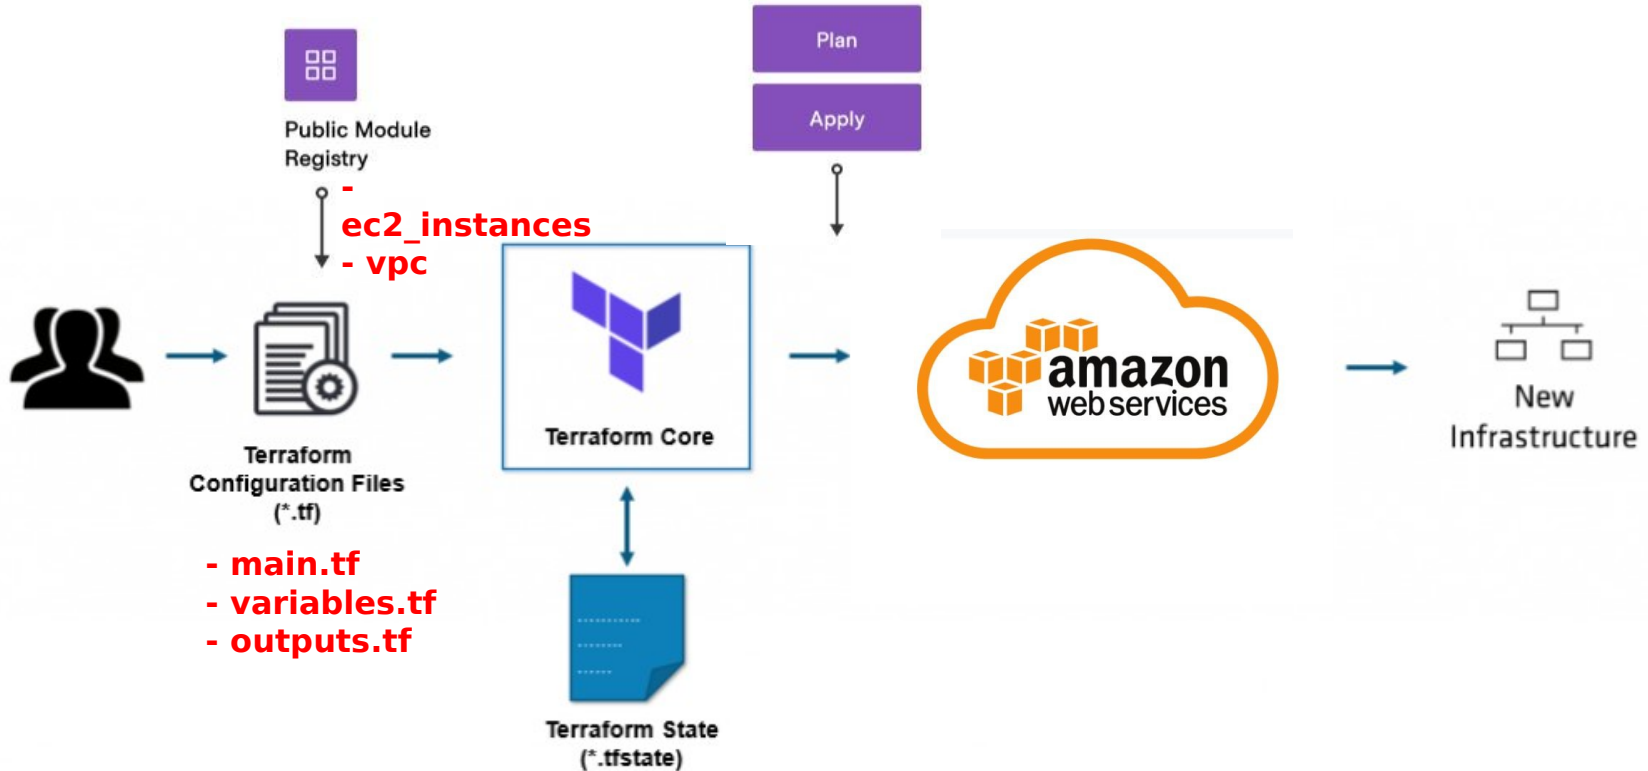 Plan
Apply
Public Module
Registry
-
ec2_instances
- vpc
Terraform Core
amazon
web services
New
Infrastructure
Terraform
Configuration Files
(*.tf)
- main.tf
- variables.tf
- outputs.tf
Terraform State
(*.tfstate)